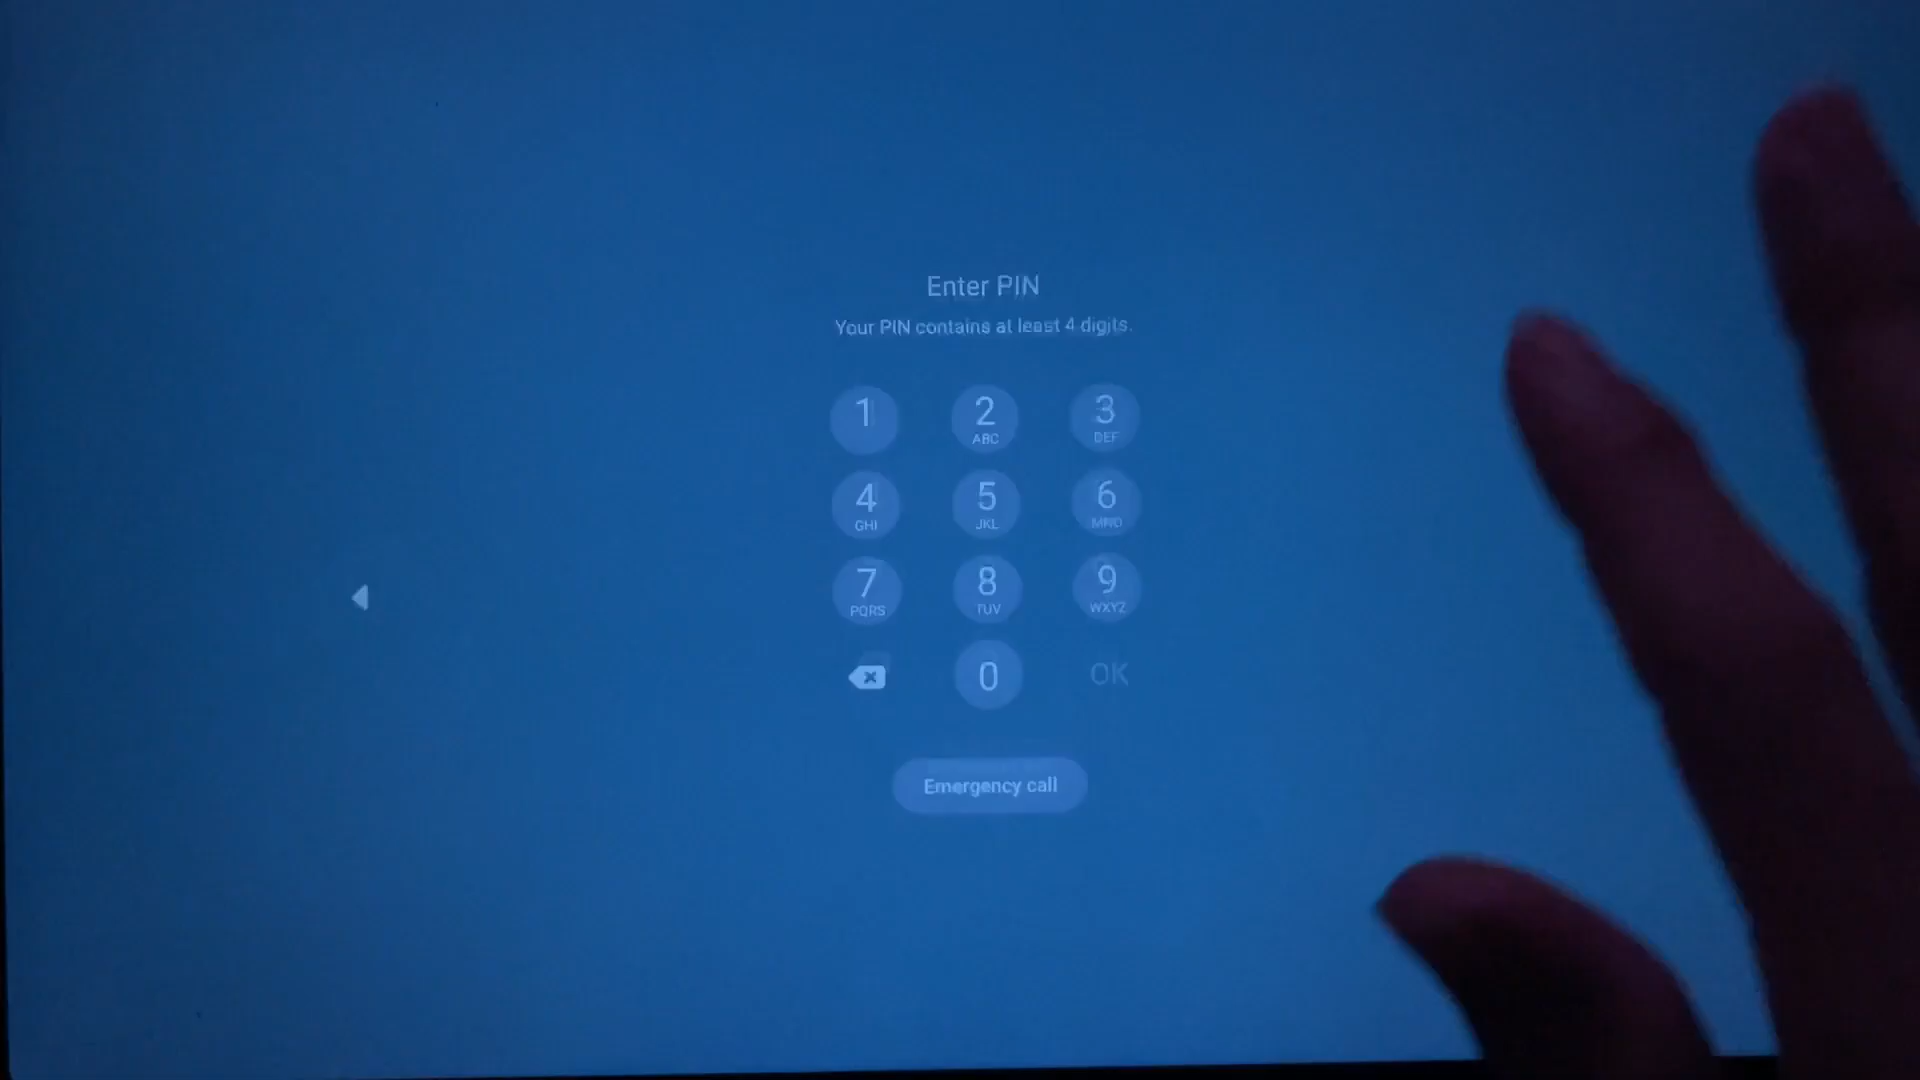 Enter PIN
Your PIN contains at least 4 digits.
1 2 3
ABC DEF
4 5 6
GHI JKL MNO
7 8 9
PQRS TUV WXYZ
0 OK
Emergency call